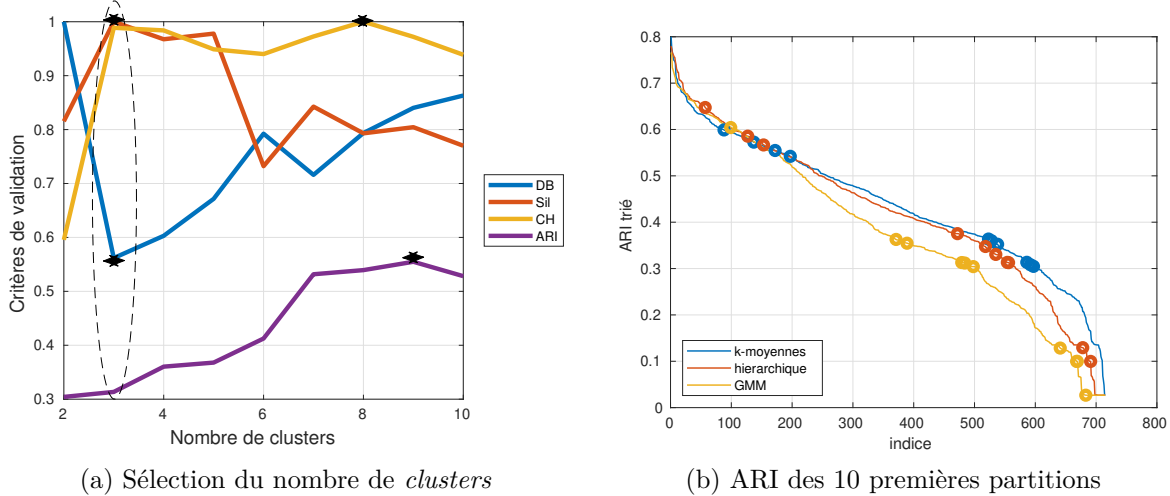 1
0.9
0.8
0.7
0.6
0.5
0.4
0.3
2
4
6
8
10
Critères de validation
Nombre de clusters
DB
Sil
CH
ARI
(a) Sélection du nombre de clusters
0.8
0.7
0.6
0.5
0.4
0.3
0.2
0.1
0
0
100
200
300
400
500
600
700
800
ARI trié
indice
k-moyennes
hierarchique
GMM
(b) ARI des 10 premières partitions